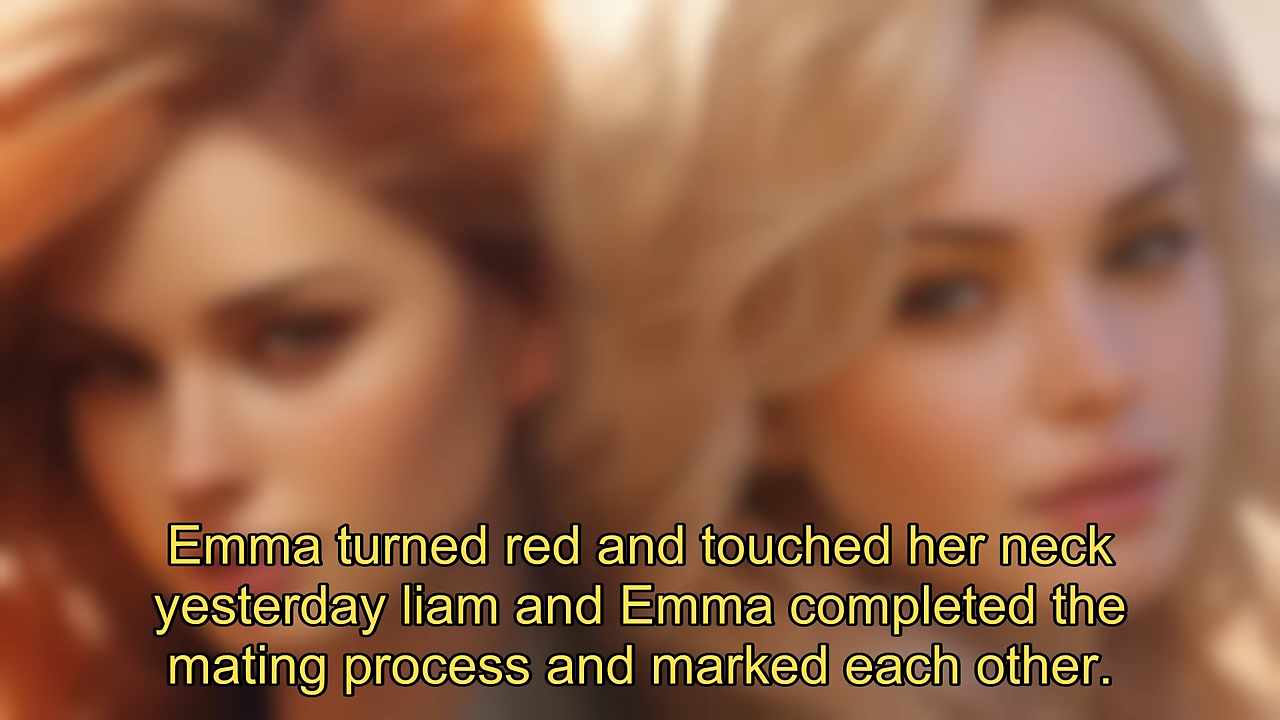 Emma turned red and touched her neck
yesterday liam and Emma completed the
mating process and marked each other.